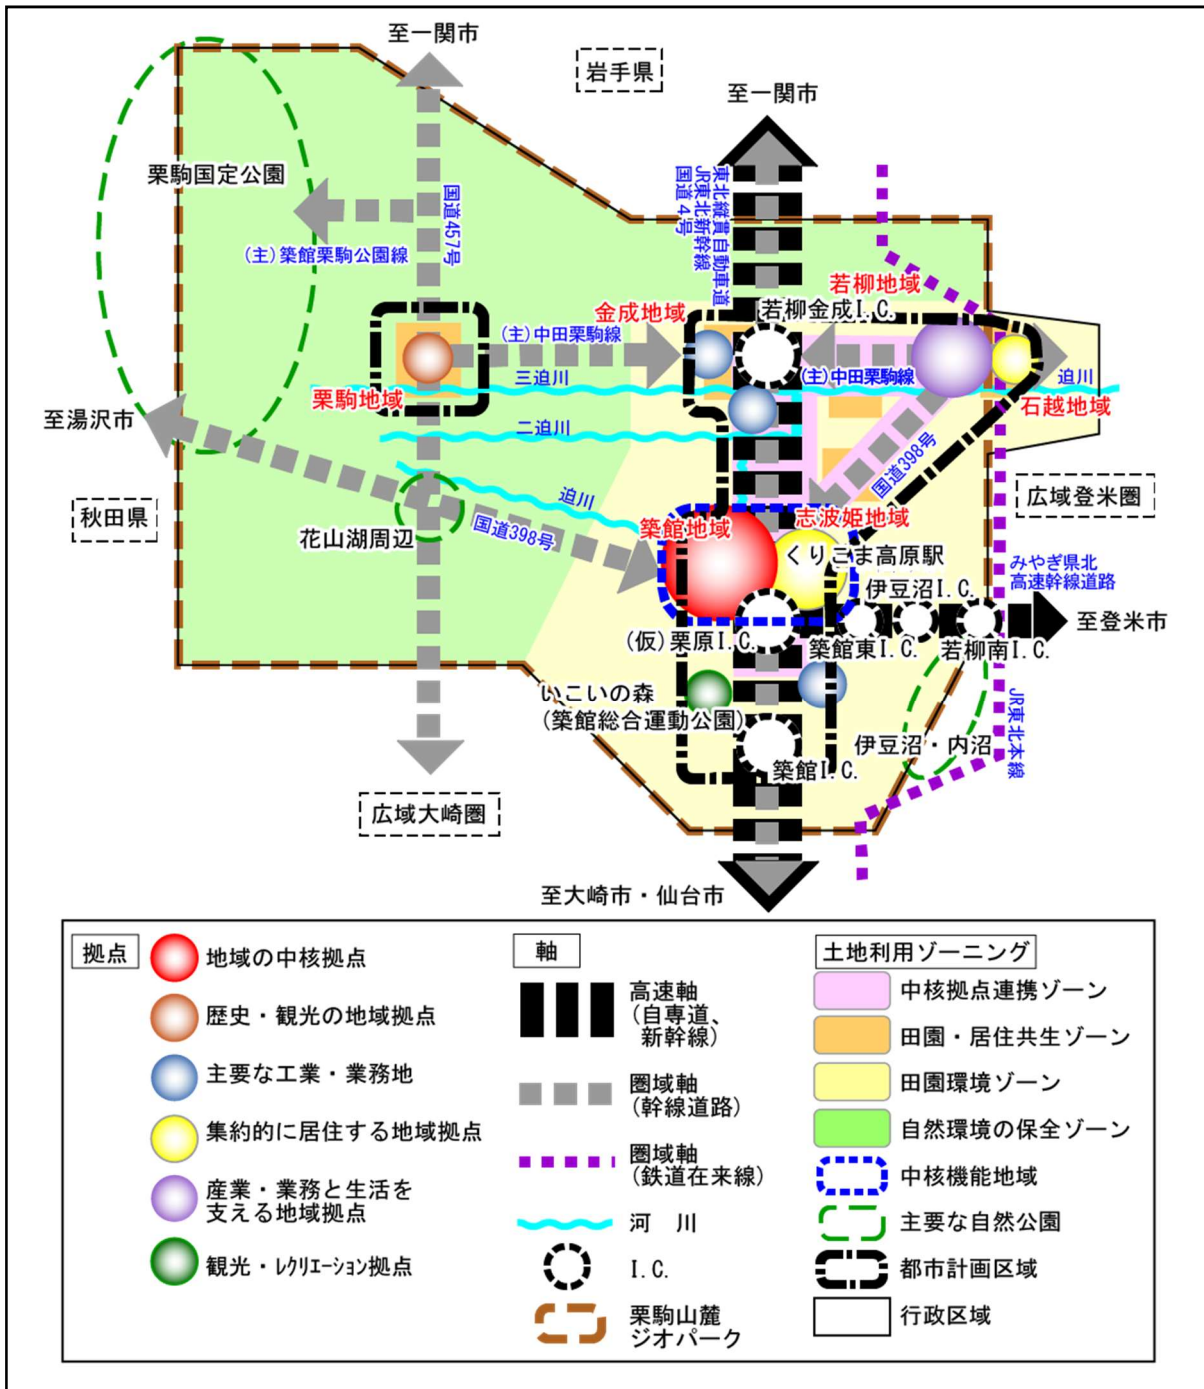 至一関市
岩手県
至一関市
栗駒国定公園
国道457号
(主)築館栗駒公園線
東北縦貫自動車道
JR東北新幹線
国道4号
若柳地域
金成地域
若柳金成I.C.
(主)中田栗駒線
(主)中田栗駒線
三迫川
迫川
栗駒地域
石越地域
至湯沢市
二迫川
国道398号
迫川
秋田県
広域登米圏
花山湖周辺
国道398号
築館地域
志波姫地域
くりこま高原駅
みやぎ県北
高速幹線道路
伊豆沼I.C.
至登米市
(仮)栗原I.C.
築館東I.C.
若柳南I.C.
いこいの森
(築館総合運動公園)
伊豆沼・内沼
JR東北本線
築館I.C.
広域大崎圏
至大崎市・仙台市
拠点
地域の中核拠点
歴史・観光の地域拠点
主要な工業・業務地
集約的に居住する地域拠点
産業・業務と生活を
支える地域拠点
観光・レクリエーション拠点
軸
高速軸
(自専道、
新幹線)
圏域軸
(幹線道路)
圏域軸
(鉄道在来線)
河　川
I.C.
栗駒山麓
ジオパーク
土地利用ゾーニング
中核拠点連携ゾーン
田園・居住共生ゾーン
田園環境ゾーン
自然環境の保全ゾーン
中核機能地域
主要な自然公園
都市計画区域
行政区域